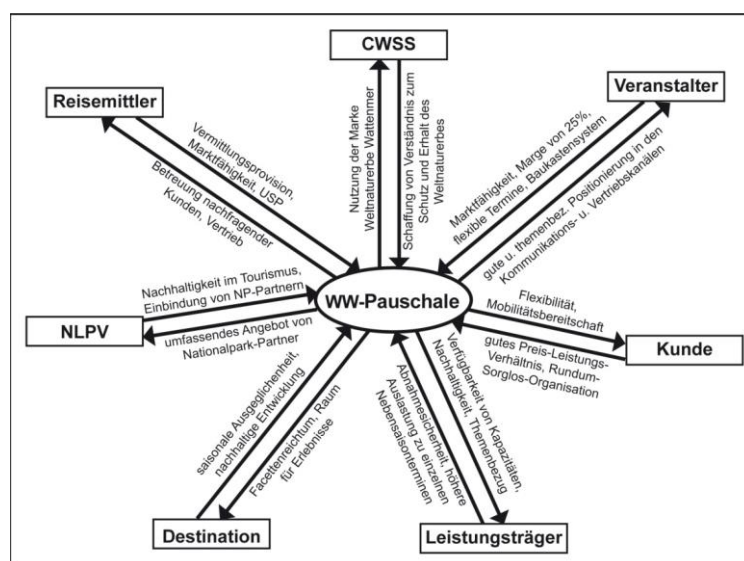 CWSS
Reisemittler
Veranstalter
Vermittlungsprovision,
Marktfähigkeit, USP
Betreuung nachfragender
Kunden, Vertrieb
Nutzung der Marke
Weltnaturerbe Wattenmer
Schaffung von Verständnis zum
Schutz und Erhalt des
Weltnaturerbes
Marktfähigkeit, Marge von 25%,
flexible Termine, Baukastensystem
gute u. themenbez. Positionierung in den
Kommunikations- u. Vertriebskanälen
WW-Pauschale
Nachhaltigkeit im Tourismus,
Einbindung von NP-Partnern
NLPV
umfassendes Angebot von
Nationalpark-Partner
Flexibilität,
Mobilitätsbereitschaft
Kunde
gutes Preis-Leistungs-
Verhältnis, Rundum-
Sorglos-Organisation
saisonale Ausgeglichenheit,
nachhaltige Entwicklung
Facettenreichtum, Raum
für Erlebnisse
Verfügbarkeit von Kapazitäten,
Nachhaltigkeit, Themenbezug
Abnahmesicherheit, höhere
Auslastung zu einzelnen
Nebensaisonterminen
Destination
Leistungsträger